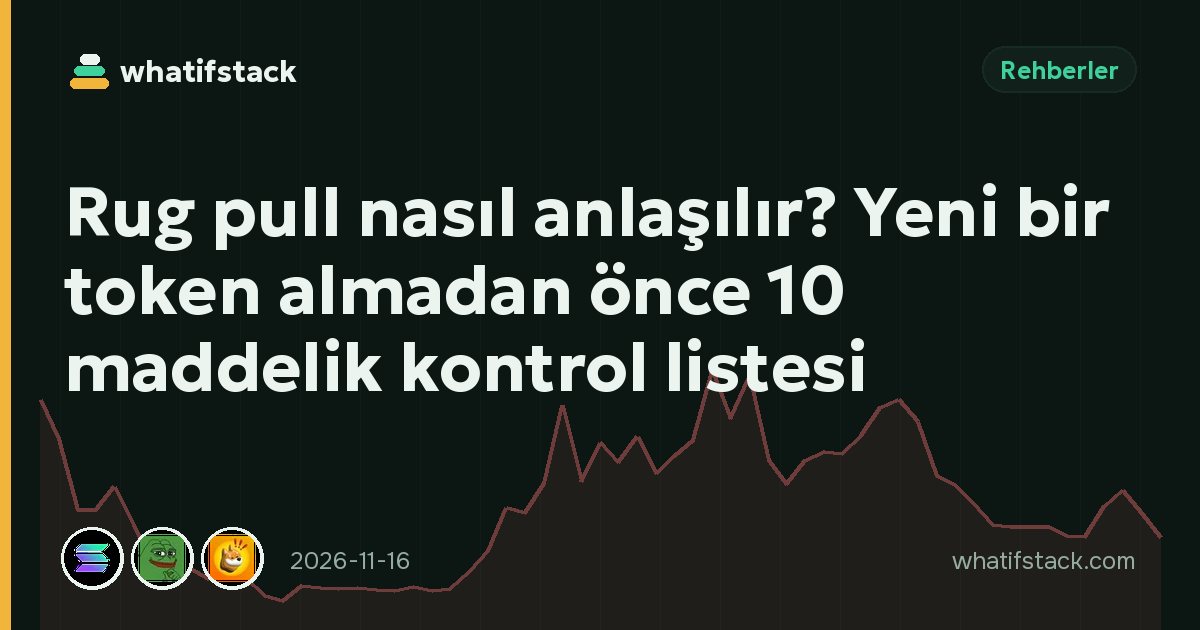 whatifstack
Rehberler
Rug pull nasıl anlaşılır? Yeni bir
token almadan önce 10
maddelik kontrol listesi
2026-11-16
whatifstack.com